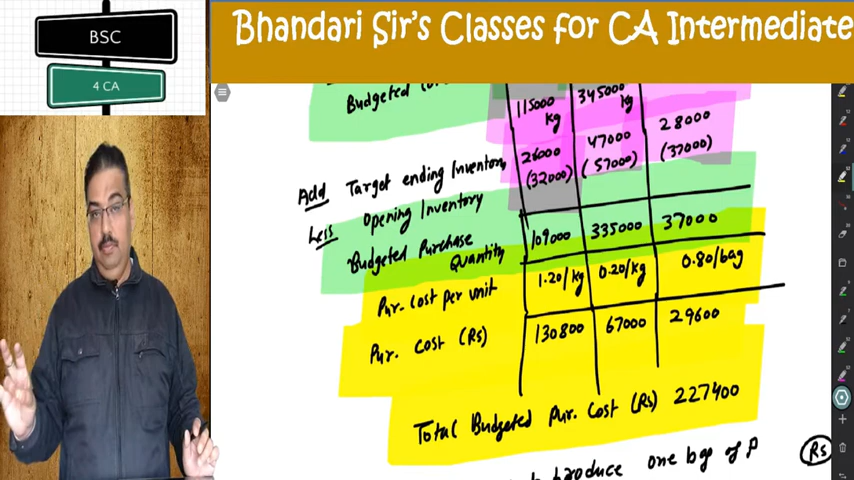 BSC
4 CA
Bhandari Sir's Classes for CA Intermediate
Budgeted
115000 kg 345000 kg
Add Target ending Inventory 26000 47000 28000
Less Opening Inventory (32000) (57000) (37000)
Budgeted Purchase Quantity 109000 335000 37000
Pur. Cost per unit 1.20/kg 0.20/kg 0.80/bag
Pur. Cost (Rs) 130800 67000 29600
Total Budgeted Pur. Cost (Rs) 227400
produce one bag of P
Rs